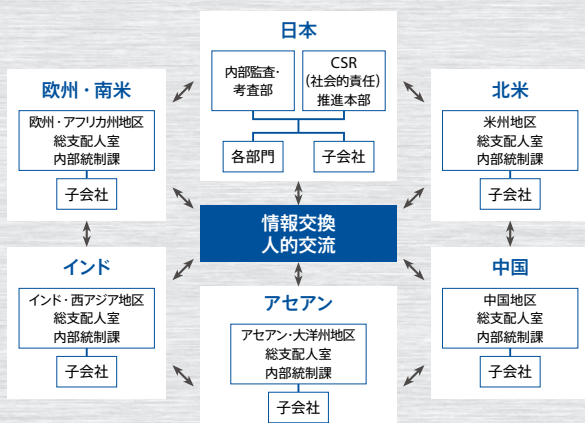 日本
内部監査・
考査部
CSR
(社会的責任)
推進本部
各部門
子会社
欧州・南米
欧州・アフリカ州地区
総支配人室
内部統制課
子会社
北米
米州地区
総支配人室
内部統制課
子会社
情報交換
人的交流
インド
インド・西アジア地区
総支配人室
内部統制課
子会社
アセアン
アセアン・大洋州地区
総支配人室
内部統制課
子会社
中国
中国地区
総支配人室
内部統制課
子会社